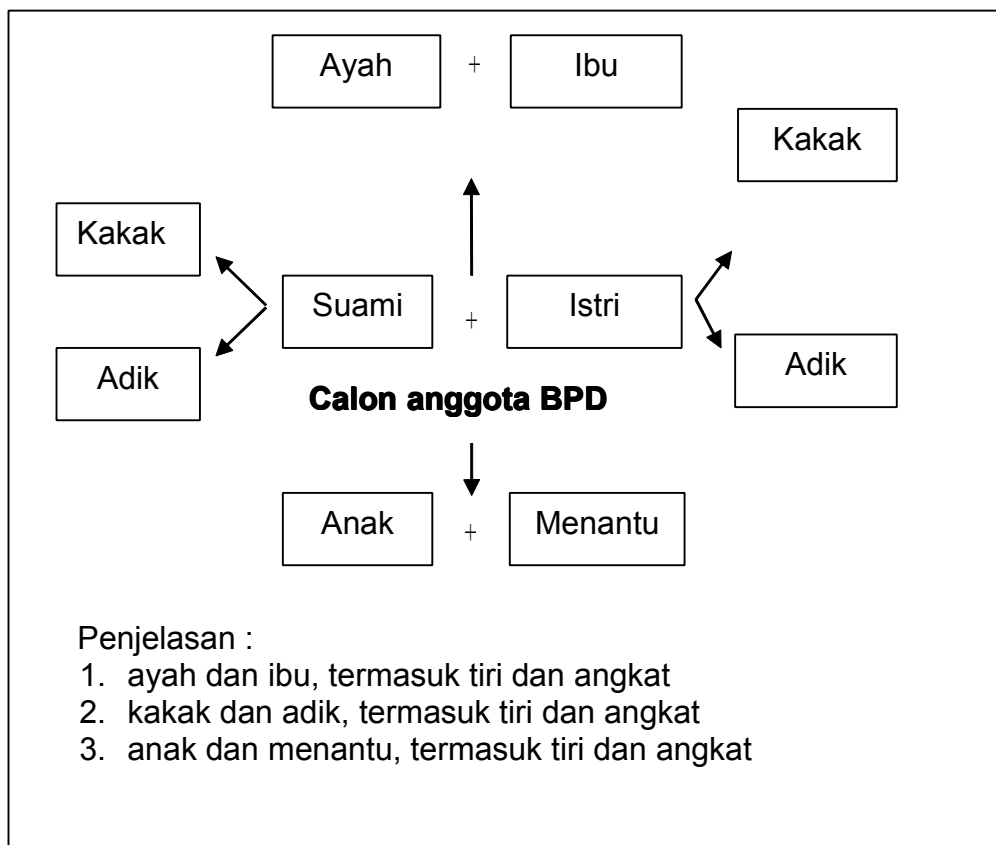 Ayah + Ibu
Kakak
Kakak
Suami + Istri
Adik
Adik
Calon anggota BPD
Anak + Menantu
Penjelasan :
1. ayah dan ibu, termasuk tiri dan angkat
2. kakak dan adik, termasuk tiri dan angkat
3. anak dan menantu, termasuk tiri dan angkat